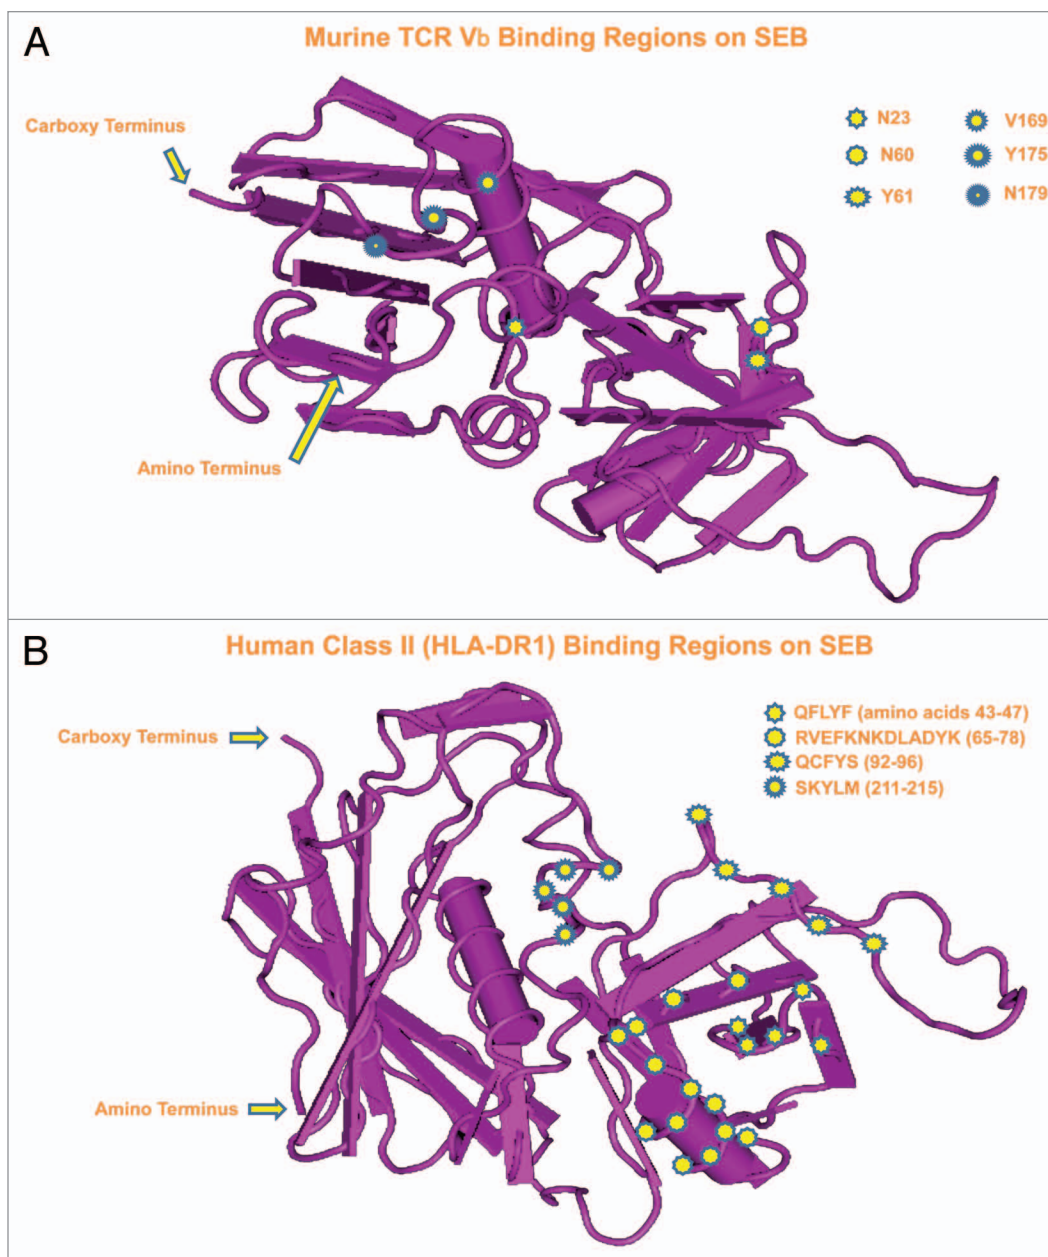 A
Murine TCR Vb Binding Regions on SEB
Carboxy Terminus
N23
V169
N60
Y175
Y61
N179
Amino Terminus
B
Human Class II (HLA-DR1) Binding Regions on SEB
QFLYF (amino acids 43-47)
Carboxy Terminus
RVEFKNKDLADYK (65-78)
QCFYS (92-96)
SKYLM (211-215)
Amino Terminus